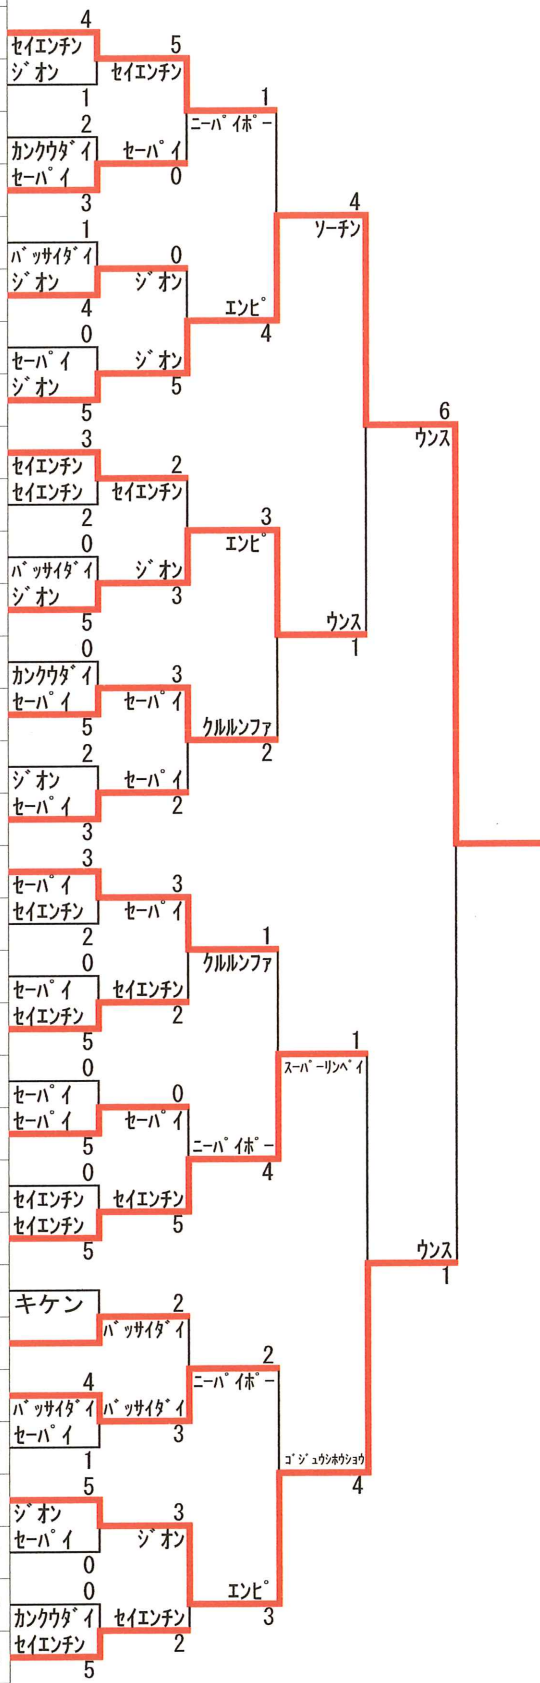 4
セイエンチン
ジオン
1
5
セイエンチン
2
カンクウダイ
セーパイ
3
セーパイ
0
1
ニーパイポー
1
バッサイダイ
ジオン
4
0
ジオン
0
セーパイ
ジオン
5
ジオン
5
エンピ
4
4
ソーチン
3
セイエンチン
セイエンチン
2
2
セイエンチン
0
バッサイダイ
ジオン
5
ジオン
3
3
エンピ
0
カンクウダイ
セーパイ
5
3
セーパイ
2
ジオン
セーパイ
3
セーパイ
2
クルルンファ
2
ウンス
1
6
ウンス
3
セーパイ
セイエンチン
2
3
セーパイ
0
セーパイ
セイエンチン
5
セイエンチン
2
1
クルルンファ
0
セーパイ
セーパイ
5
0
セーパイ
0
セイエンチン
セイエンチン
5
セイエンチン
5
ニーパイポー
4
1
スーパーリンペイ
キケン
2
バッサイダイ
4
バッサイダイ
セーパイ
1
バッサイダイ
3
2
ニーパイポー
5
ジオン
セーパイ
0
3
ジオン
0
カンクウダイ
セイエンチン
5
セイエンチン
2
エンピ
3
ゴジュウシホウショウ
4
ウンス
1